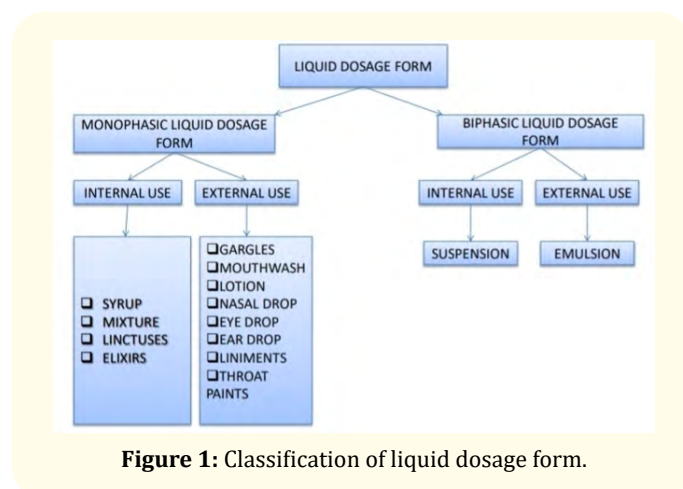 LIQUID DOSAGE FORM
MONOPHASIC LIQUID DOSAGE
FORM
BIPHASIC LIQUID DOSAGE
FORM
INTERNAL USE
EXTERNAL USE
INTERNAL USE
EXTERNAL USE
❑ SYRUP
❑ MIXTURE
❑ LINCTUSES
❑ ELIXIRS
❑GARGLES
❑MOUTHWASH
❑LOTION
❑NASAL DROP
❑EYE DROP
❑EAR DROP
❑LINIMENTS
❑THROAT
PAINTS
SUSPENSION
EMULSION
Figure 1: Classification of liquid dosage form.